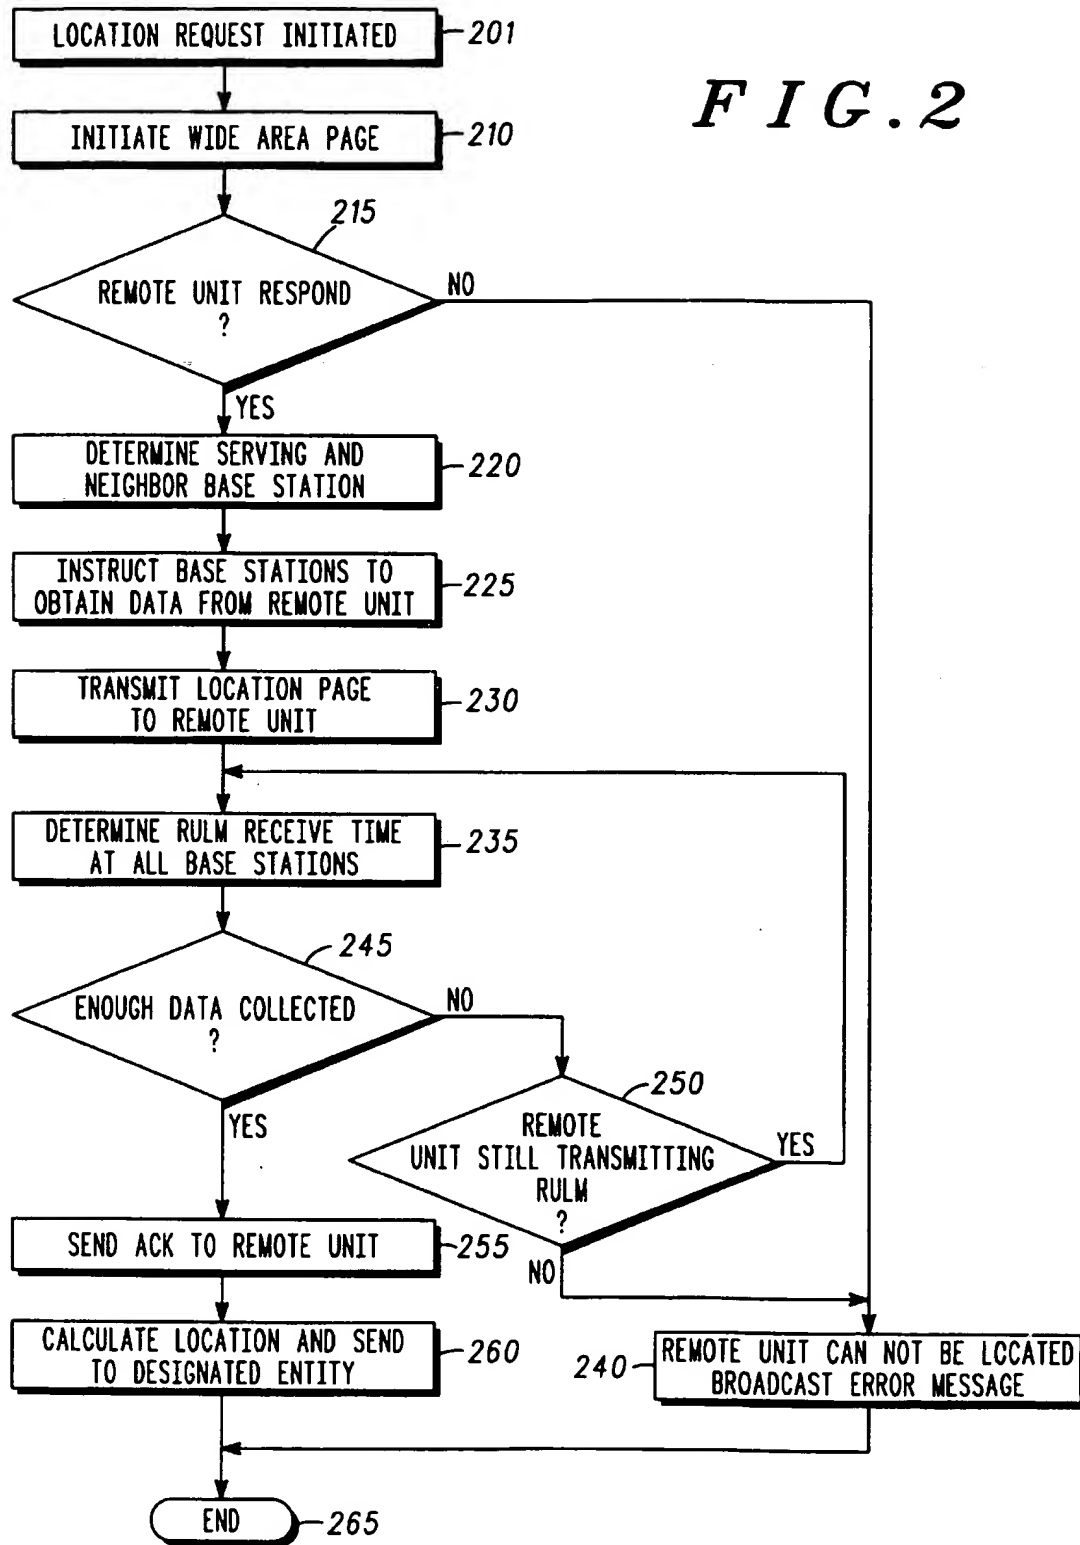 LOCATION REQUEST INITIATED
201
FIG.2
INITIATE WIDE AREA PAGE
210
215
REMOTE UNIT RESPOND
?
NO
YES
DETERMINE SERVING AND
NEIGHBOR BASE STATION
220
INSTRUCT BASE STATIONS TO
OBTAIN DATA FROM REMOTE UNIT
225
TRANSMIT LOCATION PAGE
TO REMOTE UNIT
230
DETERMINE RULM RECEIVE TIME
AT ALL BASE STATIONS
235
245
ENOUGH DATA COLLECTED
?
NO
YES
250
REMOTE
UNIT STILL TRANSMITTING
RULM
?
YES
NO
SEND ACK TO REMOTE UNIT
255
CALCULATE LOCATION AND SEND
TO DESIGNATED ENTITY
260
240
REMOTE UNIT CAN NOT BE LOCATED
BROADCAST ERROR MESSAGE
END
265